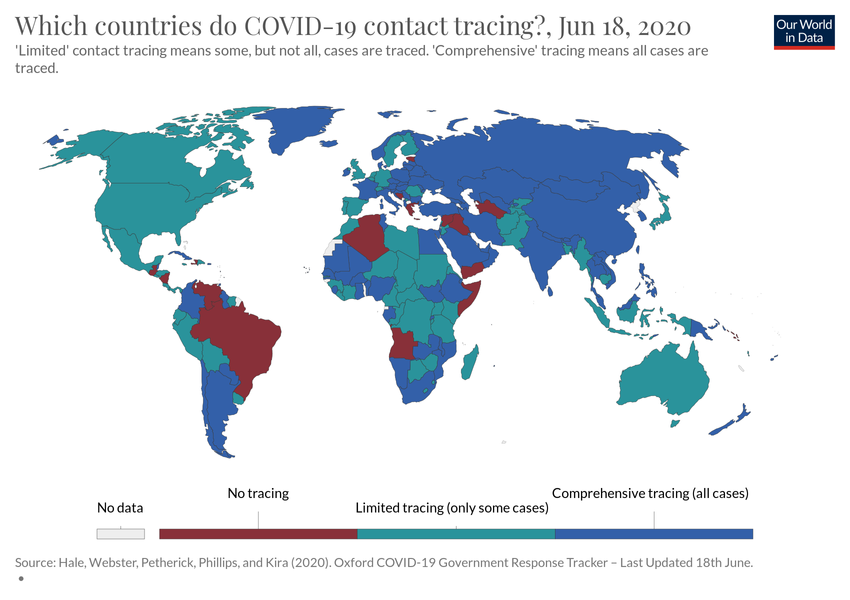 Which countries do COVID-19 contact tracing?, Jun 18, 2020
Our World
in Data
'Limited' contact tracing means some, but not all, cases are traced. 'Comprehensive' tracing means all cases are
traced.
No data
No tracing
Limited tracing (only some cases)
Comprehensive tracing (all cases)
Source: Hale, Webster, Petherick, Phillips, and Kira (2020). Oxford COVID-19 Government Response Tracker – Last Updated 18th June.
•